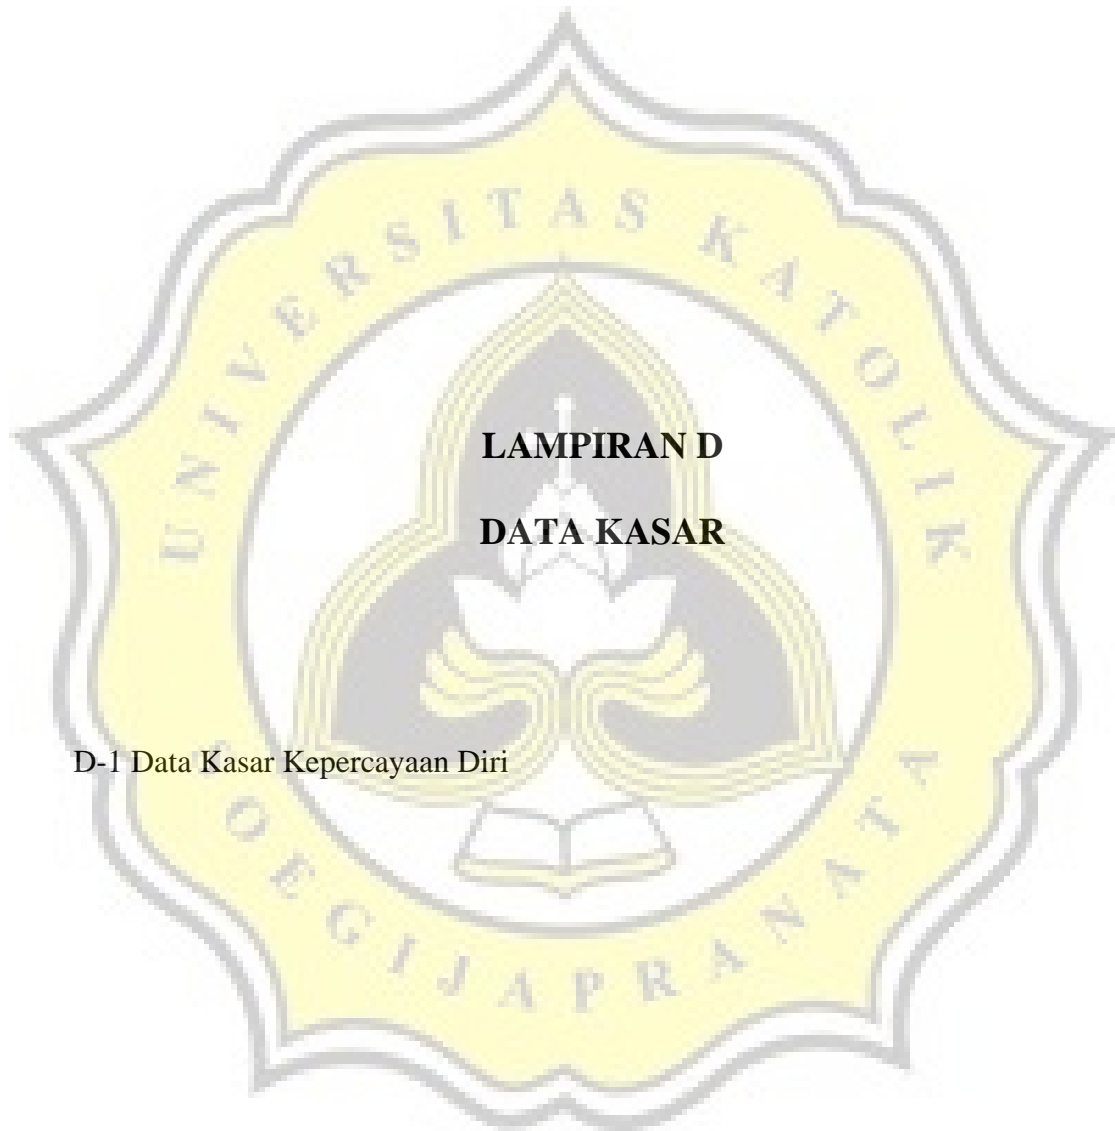 UNIVERSITAS KATOLIK
LAMPIRAN D
DATA KASAR
D-1 Data Kasar Kepercayaan Diri
SOEGIJAPRANATA